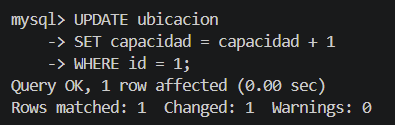 mysql> UPDATE ubicacion
    -> SET capacidad = capacidad + 1
    -> WHERE id = 1;
Query OK, 1 row affected (0.00 sec)
Rows matched: 1  Changed: 1  Warnings: 0